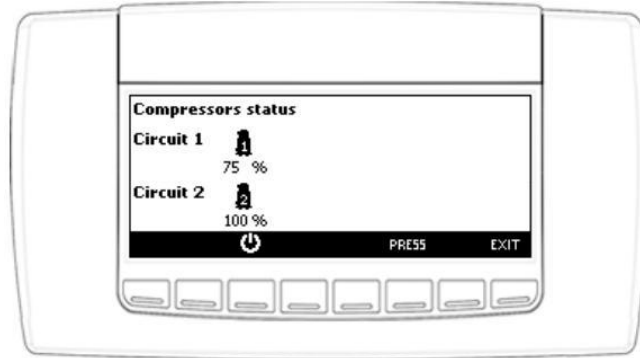 Compressors status
Circuit 1
1
75 %
Circuit 2
2
100 %
PRESS EXIT